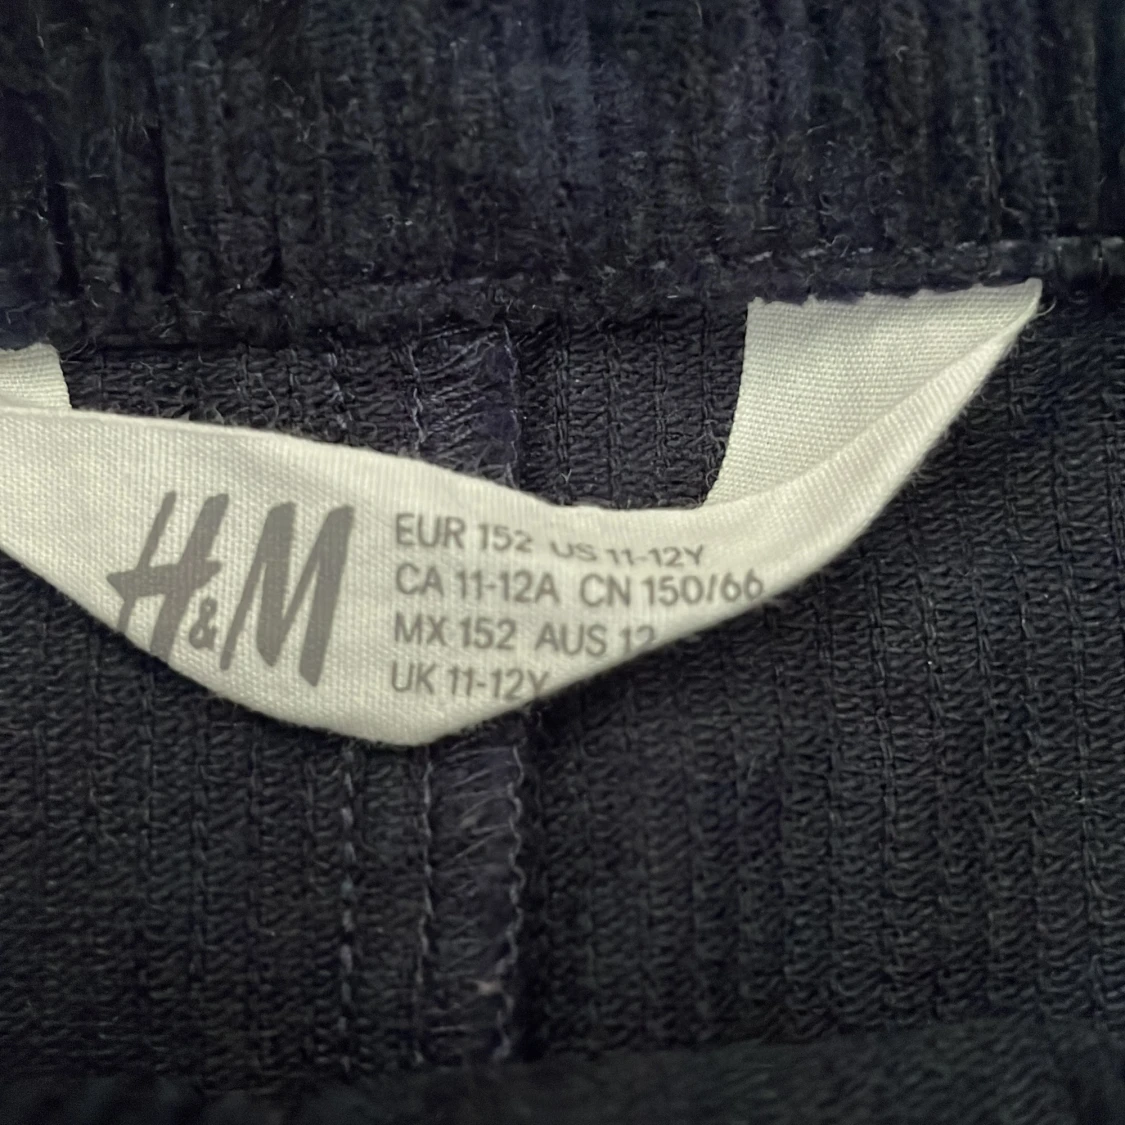 H&M
EUR 152 US 11-12Y
CA 11-12A CN 150/66
MX 152 AUS 12
UK 11-12Y